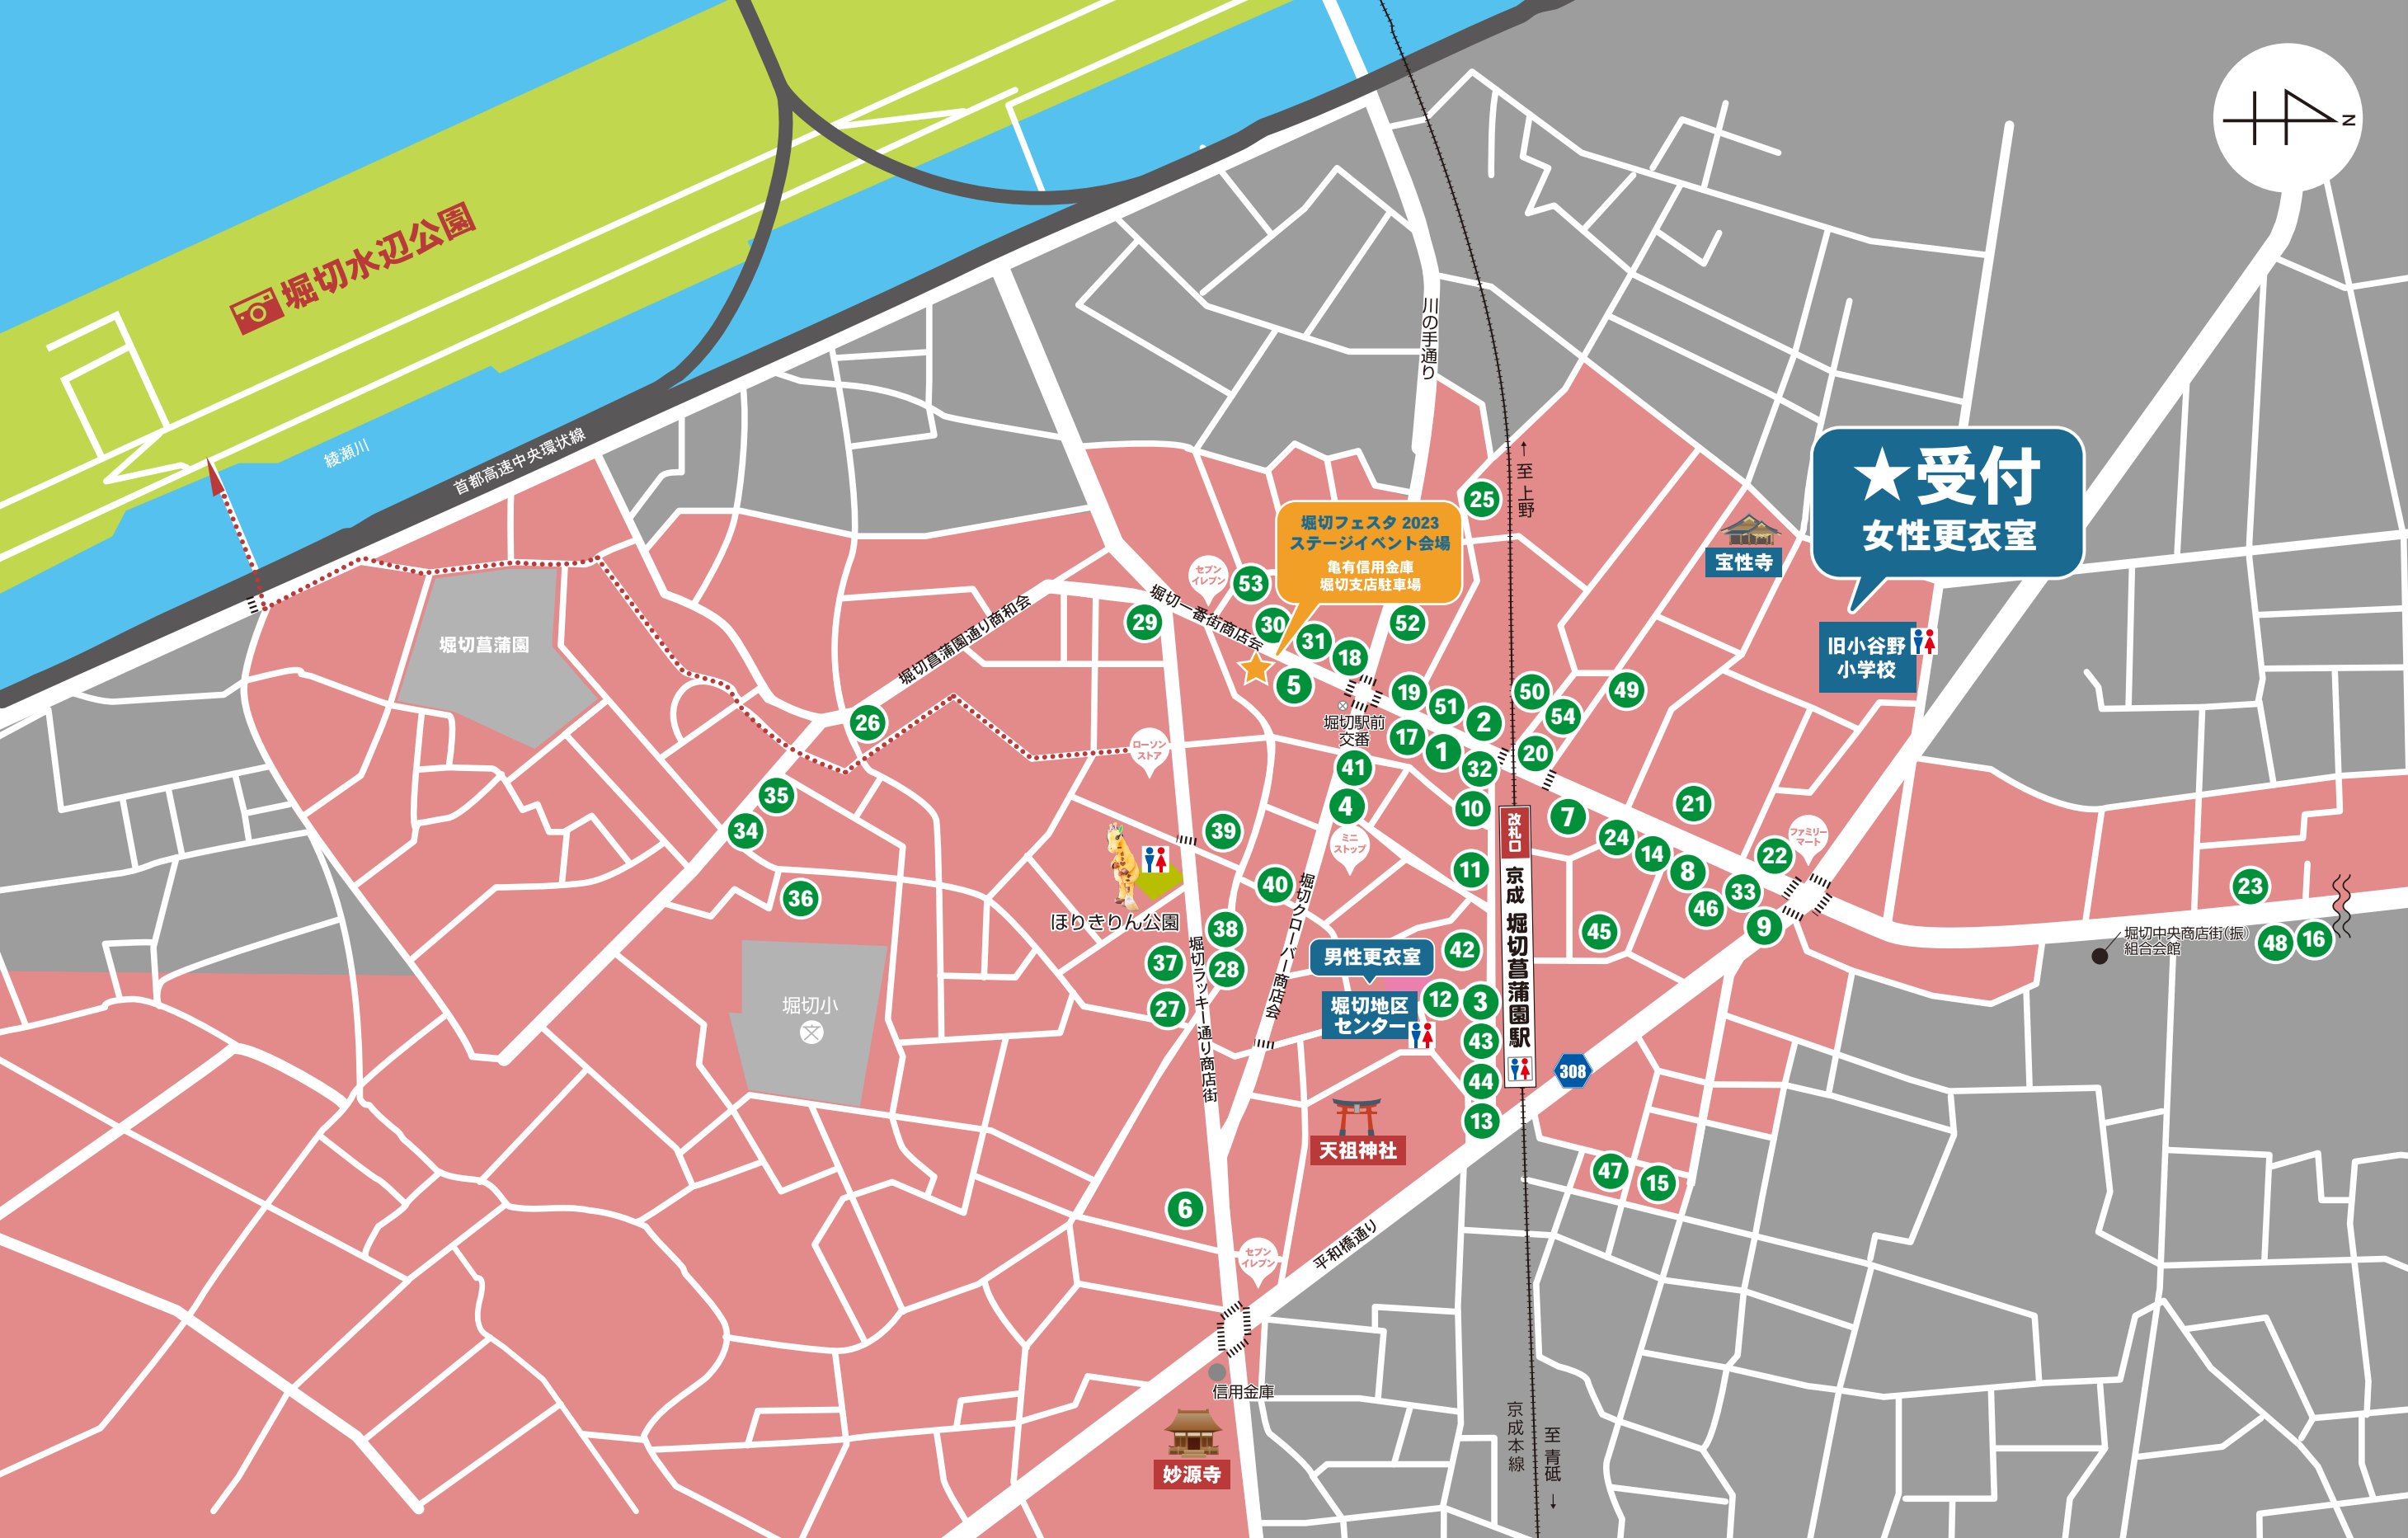 N
堀切水辺公園
綾瀬川
首都高速中央環状線
川の手通り
↑至上野
25
堀切フェスタ 2023
ステージイベント会場
亀有信用金庫
堀切支店駐車場
宝性寺
★受付
女性更衣室
旧小谷野
小学校
堀切菖蒲園
堀切菖蒲園通り商和会
堀切一番街商店会
セブン
イレブン
53
29
30
31
52
18
5
19
51
2
50
54
49
26
堀切駅前
交番
17
1
20
32
ローソン
ストア
41
4
10
7
21
35
34
39
ミニ
ストップ
24
14
ファミリー
マート
22
改札口
京成 堀切菖蒲園駅
11
8
33
46
9
23
36
40
ほりきりん公園
堀切クローバー商店会
38
45
堀切中央商店街(振)
組合会館
48
16
37
28
堀切ラッキー通り商店街
男性更衣室
42
堀切小
文
27
堀切地区
センター
12
3
43
44
13
308
天祖神社
47
15
6
セブン
イレブン
平和橋通り
信用金庫
妙源寺
京成本線
至青砥↓